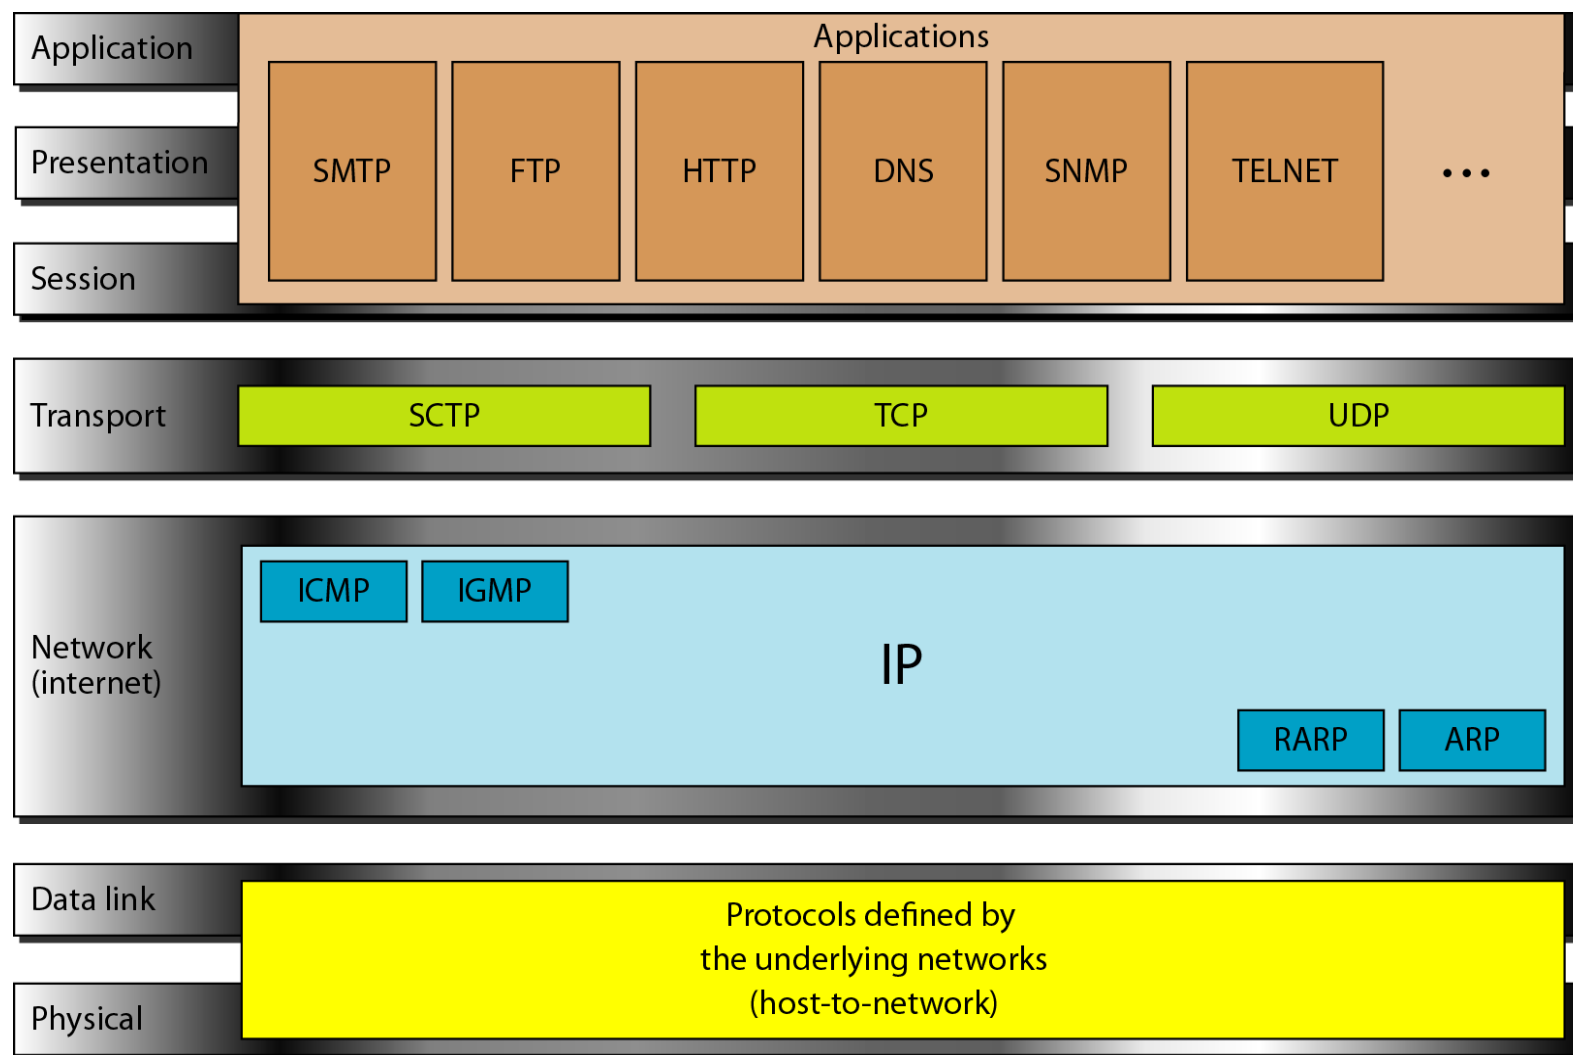 Application
Applications
Presentation
SMTP
FTP
HTTP
DNS
SNMP
TELNET
...
Session
Transport
SCTP
TCP
UDP
Network
(internet)
ICMP
IGMP
IP
RARP
ARP
Data link
Physical
Protocols defined by
the underlying networks
(host-to-network)